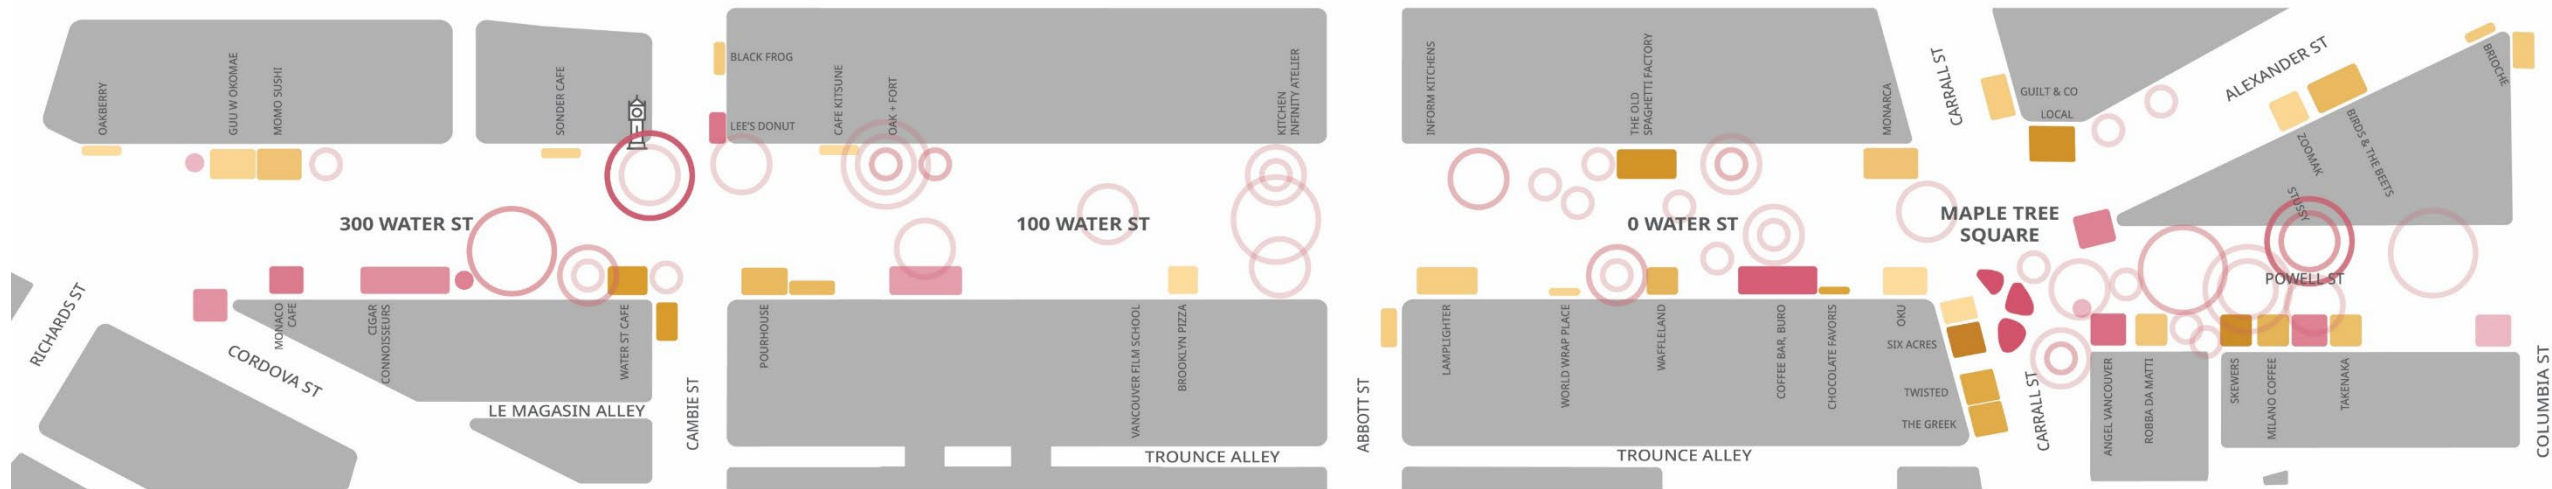 OAKBERRY
GUU W OKOMAE
MOMO SUSHI
SONDER CAFE
BLACK FROG
LEE'S DONUT
CAFE KITSUNE
OAK + FORT
KITCHEN
INFINITY ATELIER
INFORM KITCHENS
THE OLD
SPAGHETTI FACTORY
MONARCA
CARRALL ST
GUILT & CO
LOCAL
ALEXANDER ST
BRIOCHE
ZOOMAK
BIRDS & THE BEETS
STUSSY
300 WATER ST
100 WATER ST
0 WATER ST
MAPLE TREE
SQUARE
POWELL ST
RICHARDS ST
CORDOVA ST
MONACO
CAFE
CIGAR
CONNOISSEURS
WATER ST CAFE
LE MAGASIN ALLEY
CAMBIE ST
POURHOUSE
VANCOUVER FILM SCHOOL
BROOKLYN PIZZA
TROUNCE ALLEY
ABBOTT ST
LAMPLIGHTER
WORLD WRAP PLACE
WAFFLELAND
COFFEE BAR, BURO
CHOCOLATE FAVORIS
OKU
SIX ACRES
TWISTED
THE GREEK
TROUNCE ALLEY
CARRALL ST
ANGEL VANCOUVER
ROBBA DA MATTI
SKEWERS
MILANO COFFEE
TAKENAKA
COLUMBIA ST